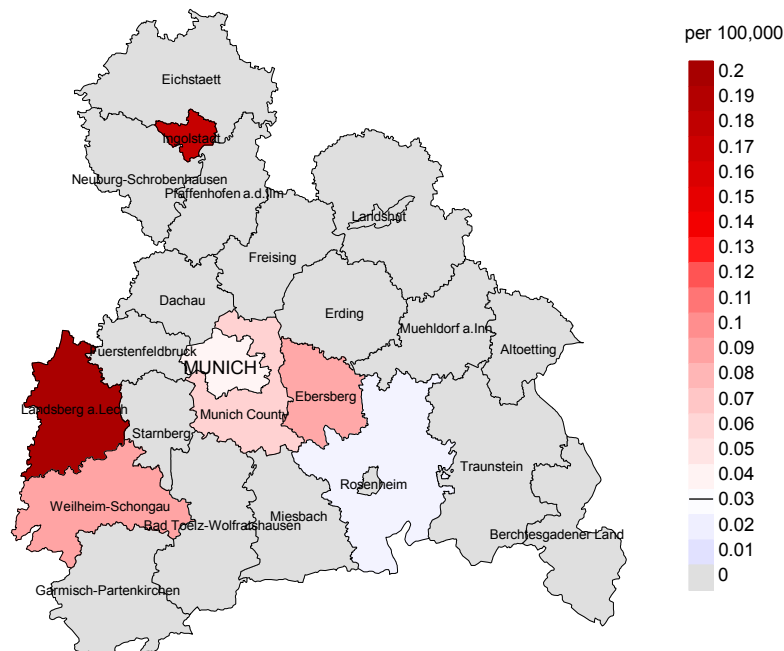 per 100,000
0.2
0.19
0.18
0.17
0.16
0.15
0.14
0.13
0.12
0.11
0.1
0.09
0.08
0.07
0.06
0.05
0.04
0.03
0.02
0.01
0
Eichstaett
Ingolstadt
Neuburg-Schrobenhausen
Pfaffenhofen a.d.Ilm
Landshut
Freising
Dachau
Erding
Muehldorf a.Inn
Altoetting
Fuerstenfeldbruck
MUNICH
Ebersberg
Landsberg a.Lech
Munich County
Starnberg
Traunstein
Rosenheim
Weilheim-Schongau
Miesbach
Bad Toelz-Wolfratshausen
Berchtesgadener Land
Garmisch-Partenkirchen